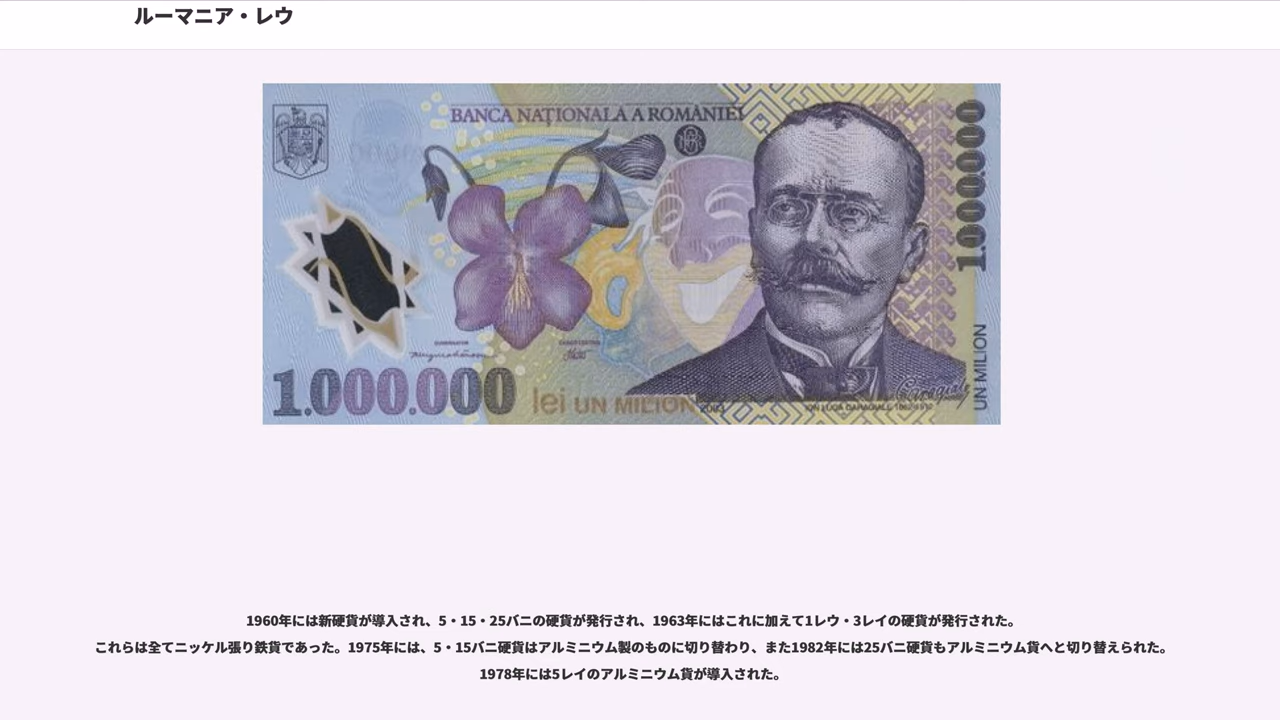 ルーマニア・レウ
BANCA NAȚIONALĂ A ROMÂNIEI
1.000.000
UN MILION
1.000.000
lei UN MILION
ION LUCA CARAGIALE 1852-1912
1960年には新硬貨が導入され、5・15・25バニの硬貨が発行され、1963年にはこれに加えて1レウ・3レイの硬貨が発行された。
これらは全てニッケル張り鉄貨であった。1975年には、5・15バニ硬貨はアルミニウム製のものに切り替わり、また1982年には25バニ硬貨もアルミニウム貨へと切り替えられた。
1978年には5レイのアルミニウム貨が導入された。